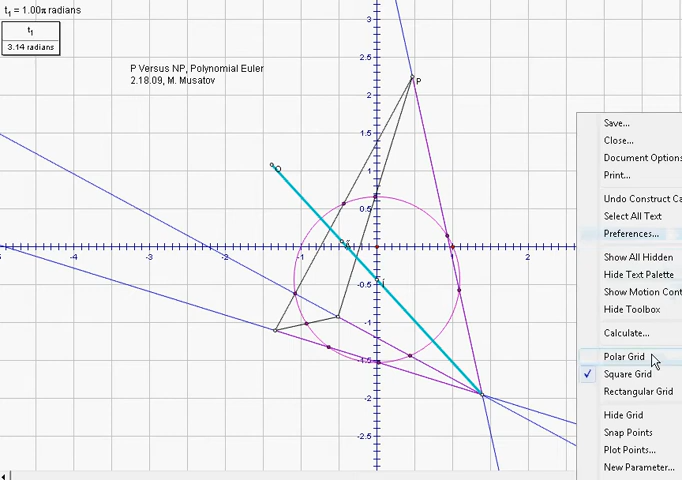 t₁ = 1.00π radians
t₁
3.14 radians
P Versus NP, Polynomial Euler
2.18.09, M. Musatov
3
2.5
2
1.5
1
0.5
-4
-3
-2
-1
1
2
-0.5
-1
-1.5
-2
-2.5
P
O
Save...
Close...
Document Options
Print...
Undo Construct Ca
Select All Text
Preferences...
Show All Hidden
Hide Text Palette
Show Motion Cont
Hide Toolbox
Calculate...
Polar Grid
Square Grid
Rectangular Grid
Hide Grid
Snap Points
Plot Points...
New Parameter...